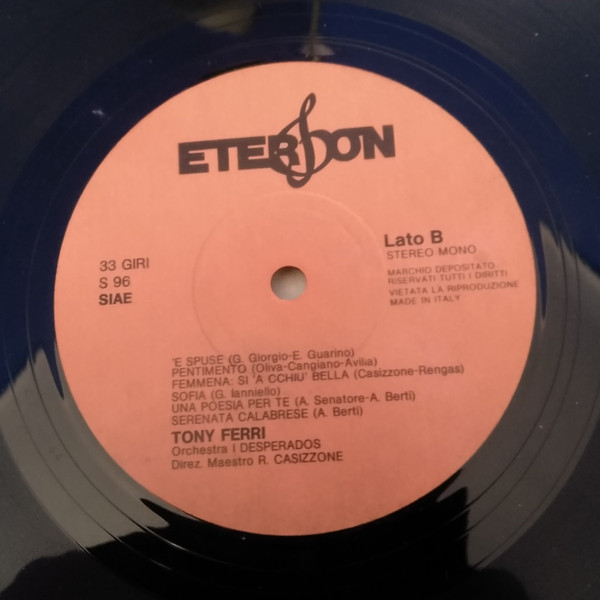 ETERSON
33 GIRI
S 96
SIAE
Lato B
STEREO MONO
MARCHIO DEPOSITATO
RISERVATI TUTTI I DIRITTI
VIETATA LA RIPRODUZIONE
MADE IN ITALY
'E SPUSE (G. Giorgio-E. Guarino)
PENTIMENTO (Oliva-Cangiano-Avilia)
FEMMENA: SI 'A CCHIU' BELLA (Casizzone-Rengas)
SOFIA (G. Ianniello)
UNA POESIA PER TE (A. Senatore-A. Berti)
SERENATA CALABRESE (A. Berti)
TONY FERRI
Orchestra I DESPERADOS
Direz. Maestro R. CASIZZONE